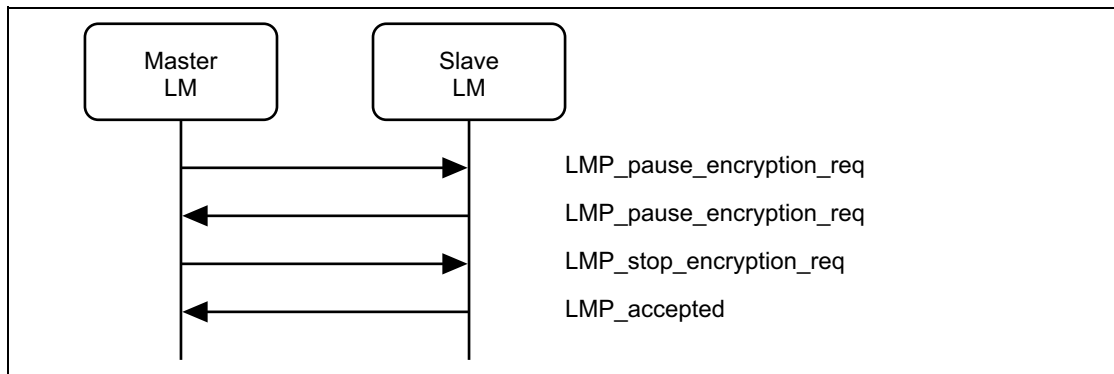 Master
LM
Slave
LM
LMP_pause_encryption_req
LMP_pause_encryption_req
LMP_stop_encryption_req
LMP_accepted